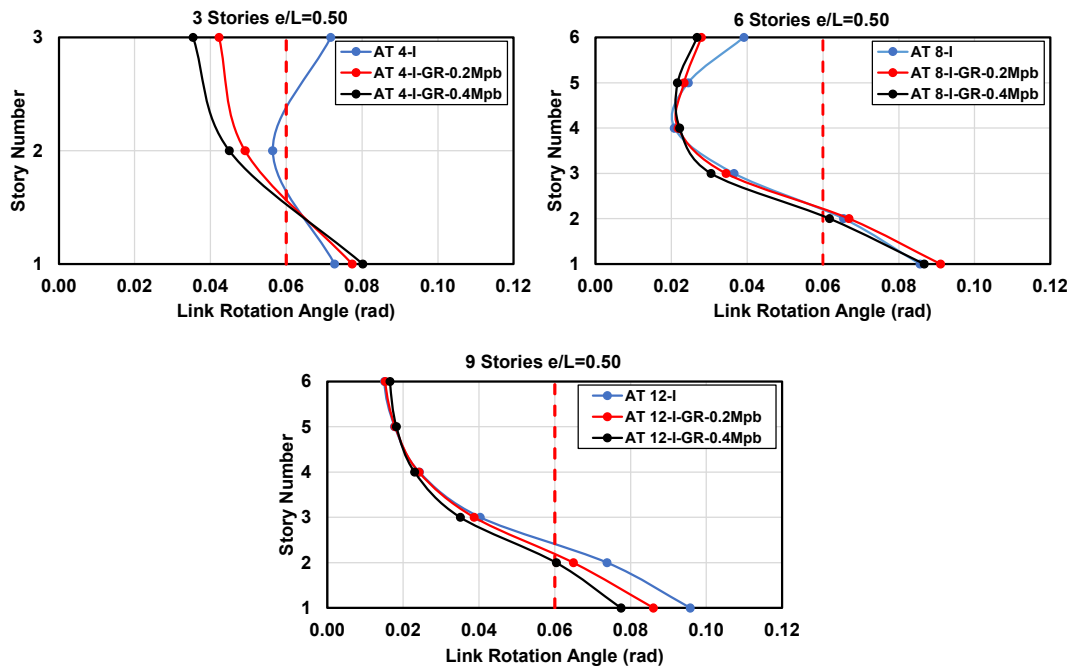 3 Stories e/L=0.50
3
2
1
Story Number
AT 4-I
AT 4-I-GR-0.2Mpb
AT 4-I-GR-0.4Mpb
0.00 0.02 0.04 0.06 0.08 0.10 0.12
Link Rotation Angle (rad)
6 Stories e/L=0.50
6
5
4
3
2
1
Story Number
AT 8-I
AT 8-I-GR-0.2Mpb
AT 8-I-GR-0.4Mpb
0.00 0.02 0.04 0.06 0.08 0.10 0.12
Link Rotation Angle (rad)
9 Stories e/L=0.50
6
5
4
3
2
1
Story Number
AT 12-I
AT 12-I-GR-0.2Mpb
AT 12-I-GR-0.4Mpb
0.00 0.02 0.04 0.06 0.08 0.10 0.12
Link Rotation Angle (rad)